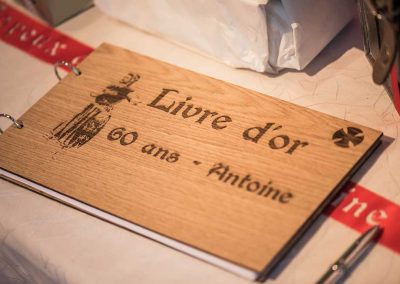 Livre d'or
60 ans - Antoine